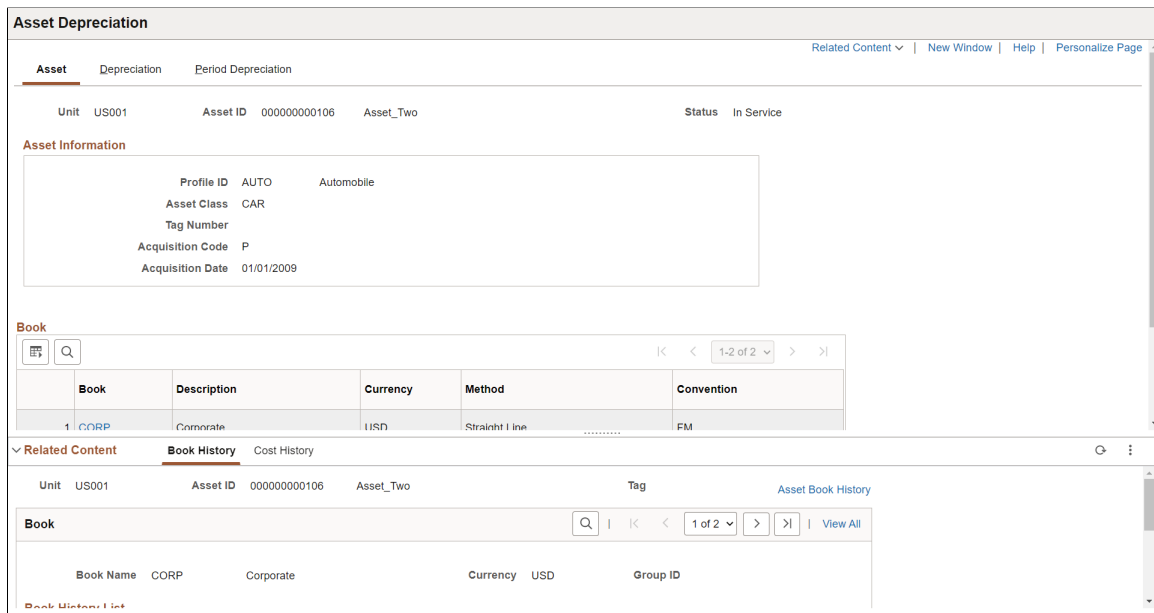 Asset Depreciation
Related Content | New Window | Help | Personalize Page
Asset Depreciation Period Depreciation
Unit US001 Asset ID 000000000106 Asset_Two Status In Service
Asset Information
Profile ID AUTO Automobile
Asset Class CAR
Tag Number
Acquisition Code P
Acquisition Date 01/01/2009
Book
1-2 of 2
Book Description Currency Method Convention
1 CORP Corporate USD Straight Line FM
Related Content Book History Cost History
Unit US001 Asset ID 000000000106 Asset_Two Tag Asset Book History
Book 1 of 2 | View All
Book Name CORP Corporate Currency USD Group ID
Book History List